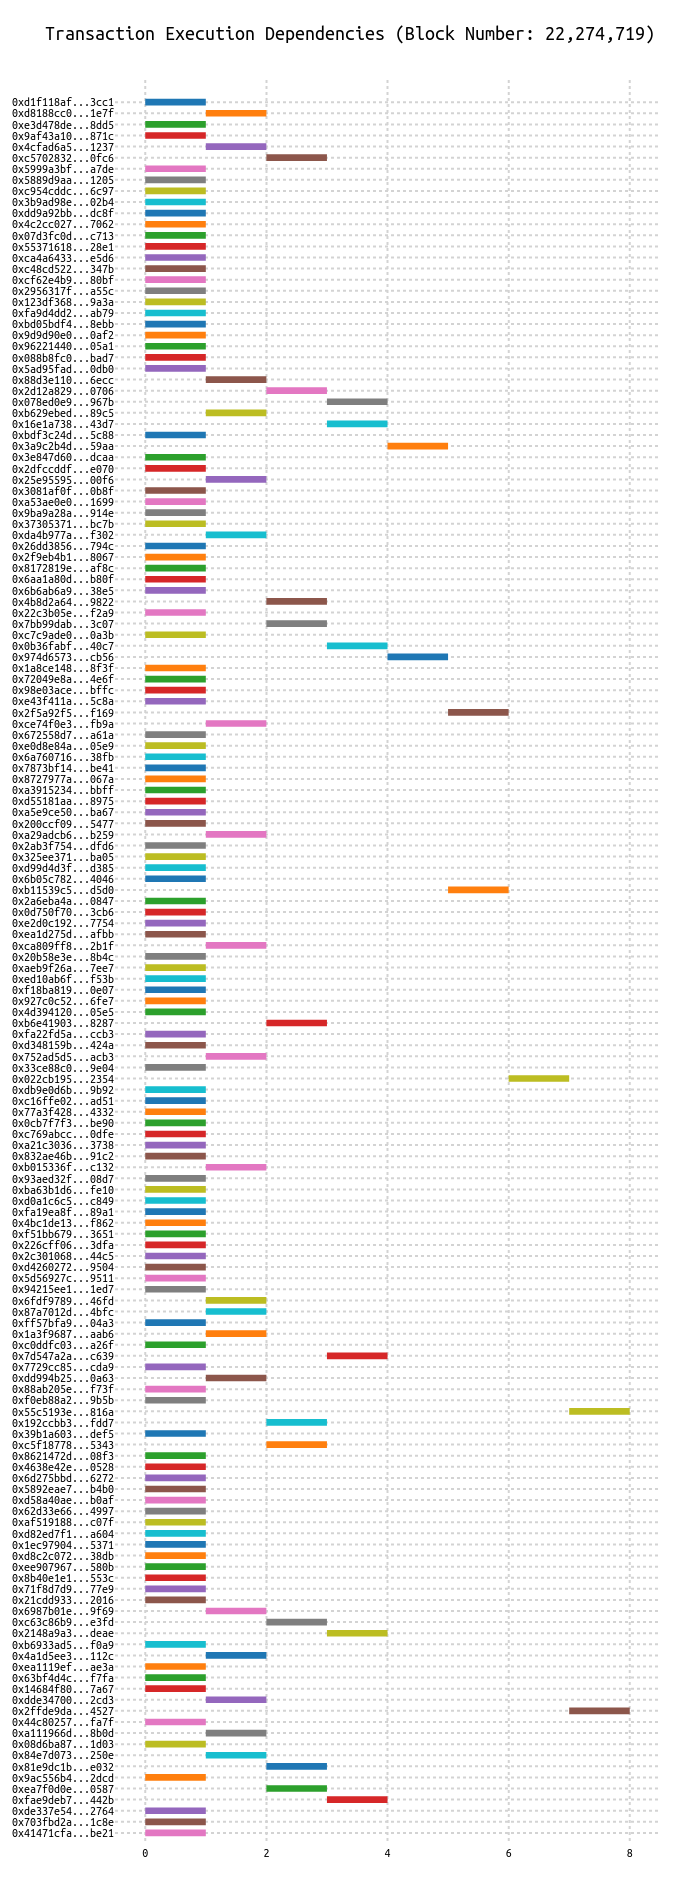 Transaction Execution Dependencies (Block Number: 22,274,719)
0xd1f118af...3cc1
0xd8188cc0...1e7f
0xe3d478de...8dd5
0x9af43a10...871c
0x4cfad6a5...1237
0xc5702832...0fc6
0x5999a3bf...a7de
0x5889d9aa...1205
0xc954cddc...6c97
0x3b9ad98e...02b4
0xdd9a92bb...dc8f
0x4c2cc027...7062
0x07d3fc0d...c713
0x55371618...28e1
0xca4a6433...e5d6
0xc48cd522...347b
0xcf62e4b9...80bf
0x2956317f...a55c
0x123df368...9a3a
0xfa9d4dd2...ab79
0xbd05bdf4...8ebb
0x9d9d90e0...0af2
0x96221440...05a1
0x088b8fc0...bad7
0x5ad95fad...0db0
0x88d3e110...6ecc
0x2d12a829...0706
0x078ed0e9...967b
0xb629ebed...89c5
0x16e1a738...43d7
0xbdf3c24d...5c88
0x3a9c2b4d...59aa
0x3e847d60...dcaa
0x2dfccddf...e070
0x25e95595...00f6
0x3081af0f...0b8f
0xa53ae0e0...1699
0x9ba9a28a...914e
0x37305371...bc7b
0xda4b977a...f302
0x26dd3856...794c
0x2f9eb4b1...8067
0x8172819e...af8c
0x6aa1a80d...b80f
0x6b6ab6a9...38e5
0x4b8d2a64...9822
0x22c3b05e...f2a9
0x7bb99dab...3c07
0xc7c9ade0...0a3b
0x0b36fabf...40c7
0x974d6573...cb56
0x1a8ce148...8f3f
0x72049e8a...4e6f
0x98e03ace...bffc
0xe43f411a...5c8a
0x2f5a92f5...f169
0xce74f0e3...fb9a
0x672558d7...a61a
0xe0d8e84a...05e9
0x6a760716...38fb
0x7873bf14...be41
0x8727977a...067a
0xa3915234...bbff
0xd55181aa...8975
0xa5e9ce50...ba67
0x200ccf09...5477
0xa29adcb6...b259
0x2ab3f754...dfd6
0x325ee371...ba05
0xd99d4d3f...d385
0x6b05c782...4046
0xb11539c5...d5d0
0x2a6eba4a...0847
0x0d750f70...3cb6
0xe2d0c192...7754
0xea1d275d...afbb
0xca809ff8...2b1f
0x20b58e3e...8b4c
0xaeb9f26a...7ee7
0xed10ab6f...f53b
0xf18ba819...0e07
0x927c0c52...6fe7
0x4d394120...05e5
0xb6e41903...8287
0xfa22fd5a...ccb3
0xd348159b...424a
0x752ad5d5...acb3
0x33ce88c0...9e04
0x022cb195...2354
0xdb9e0d6b...9b92
0xc16ffe02...ad51
0x77a3f428...4332
0x0cb7f7f3...be90
0xc769abcc...0dfe
0xa21c3036...3738
0x832ae46b...91c2
0xb015336f...c132
0x93aed32f...08d7
0xba63b1d6...fe10
0xd0a1c6c5...c849
0xfa19ea8f...89a1
0x4bc1de13...f862
0xf51bb679...3651
0x226cff06...3dfa
0x2c301068...44c5
0xd4260272...9504
0x5d56927c...9511
0x94215ee1...1ed7
0x6fdf9789...46fd
0x87a7012d...4bfc
0xff57bfa9...04a3
0x1a3f9687...aab6
0xc0ddfc03...a26f
0x7d547a2a...c639
0x7729cc85...cda9
0xdd994b25...0a63
0x88ab205e...f73f
0xf0eb88a2...9b5b
0x55c5193e...816a
0x192ccbb3...fdd7
0x39b1a603...def5
0xc5f18778...5343
0x8621472d...08f3
0x4638e42e...0528
0x6d275bbd...6272
0x5892eae7...b4b0
0xd58a40ae...b0af
0x62d33e66...4997
0xaf519188...c07f
0xd82ed7f1...a604
0x1ec97904...5371
0xd8c2c072...38db
0xee907967...580b
0x8b40e1e1...553c
0x71f8d7d9...77e9
0x21cdd933...2016
0x6987b01e...9f69
0xc63c86b9...e3fd
0x2148a9a3...deae
0xb6933ad5...f0a9
0x4a1d5ee3...112c
0xea1119ef...ae3a
0x63bf4d4c...f7fa
0x14684f80...7a67
0xdde34700...2cd3
0x2ffde9da...4527
0x44c80257...fa7f
0xa111966d...8b0d
0x08d6ba87...1d03
0x84e7d073...250e
0x81e9dc1b...e032
0x9ac556b4...2dcd
0xea7f0d0e...0587
0xfae9deb7...442b
0xde337e54...2764
0x703fbd2a...1c8e
0x41471cfa...be21
0 2 4 6 8